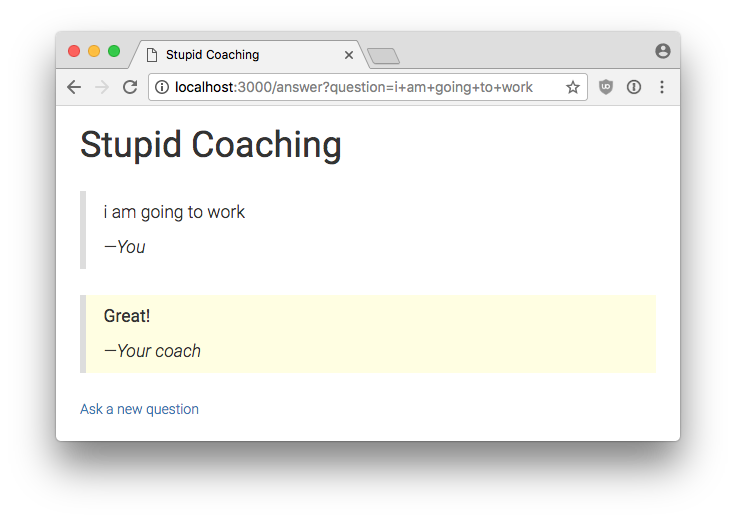 Stupid Coaching
localhost:3000/answer?question=i+am+going+to+work
Stupid Coaching
i am going to work
—You
Great!
—Your coach
Ask a new question